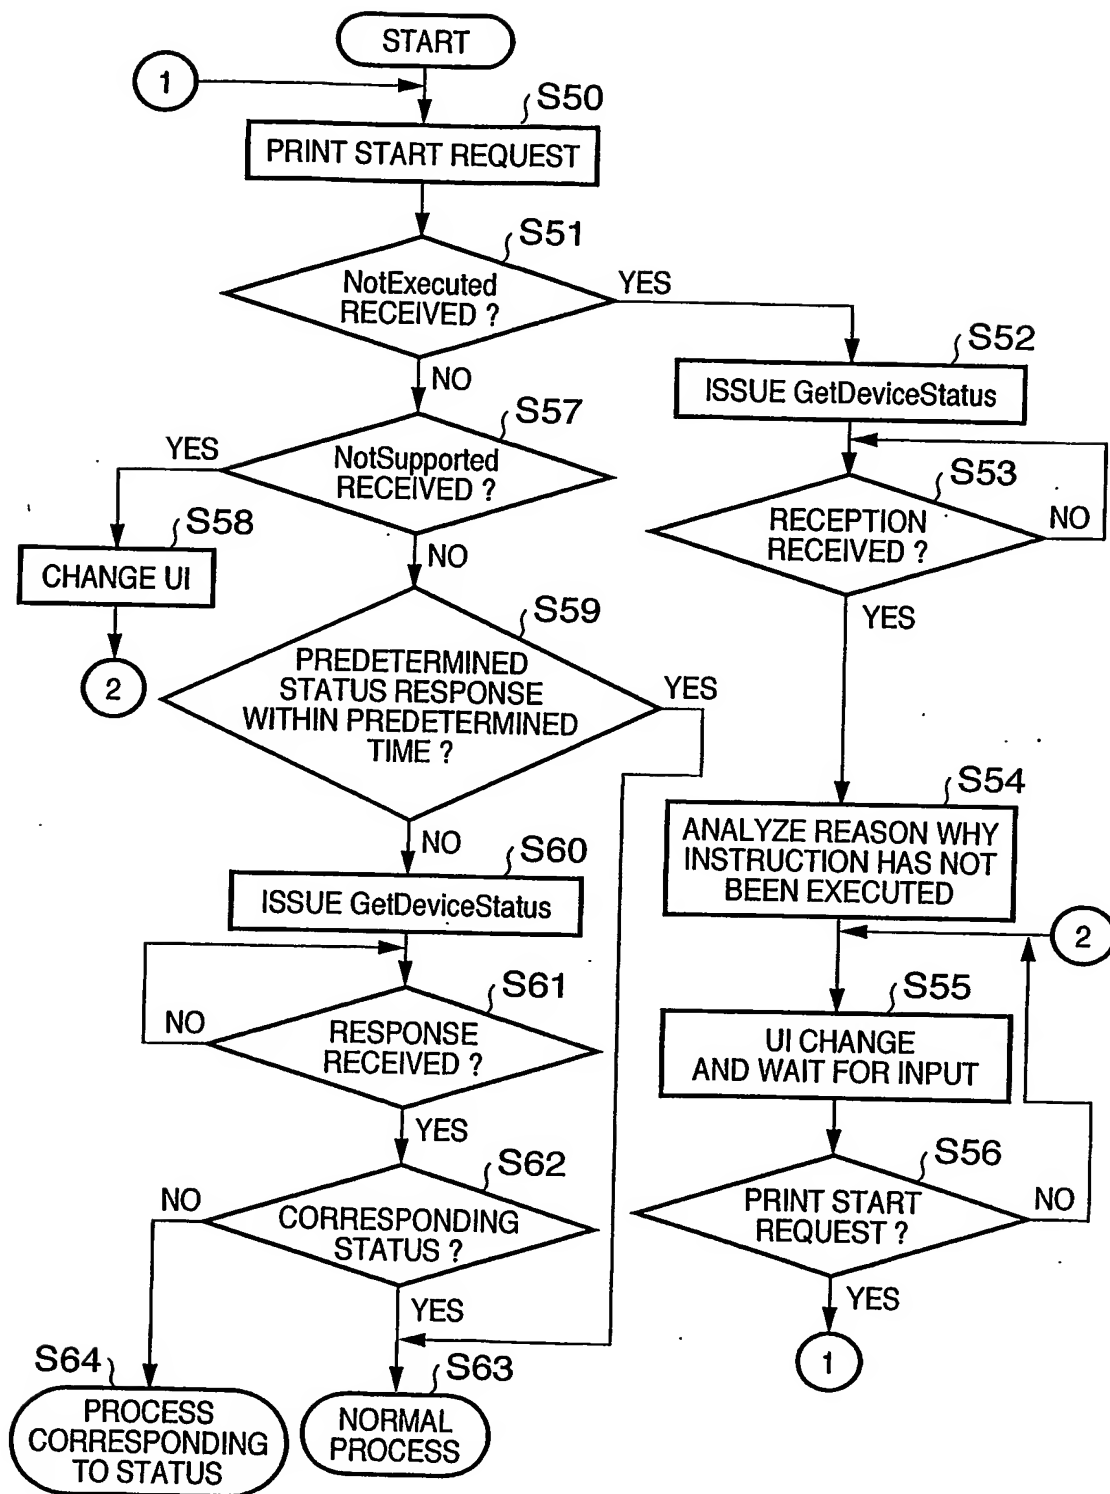 START
1
S50
PRINT START REQUEST
S51
NotExecuted
RECEIVED ?
YES
NO
S52
ISSUE GetDeviceStatus
S57
NotSupported
RECEIVED ?
YES
NO
S53
RECEPTION
RECEIVED ?
NO
YES
S58
CHANGE UI
2
S59
PREDETERMINED
STATUS RESPONSE
WITHIN PREDETERMINED
TIME ?
YES
NO
S54
ANALYZE REASON WHY
INSTRUCTION HAS NOT
BEEN EXECUTED
S60
ISSUE GetDeviceStatus
2
S61
RESPONSE
RECEIVED ?
NO
YES
S55
UI CHANGE
AND WAIT FOR INPUT
S62
CORRESPONDING
STATUS ?
NO
YES
S56
PRINT START
REQUEST ?
NO
YES
1
S64
PROCESS
CORRESPONDING
TO STATUS
S63
NORMAL
PROCESS